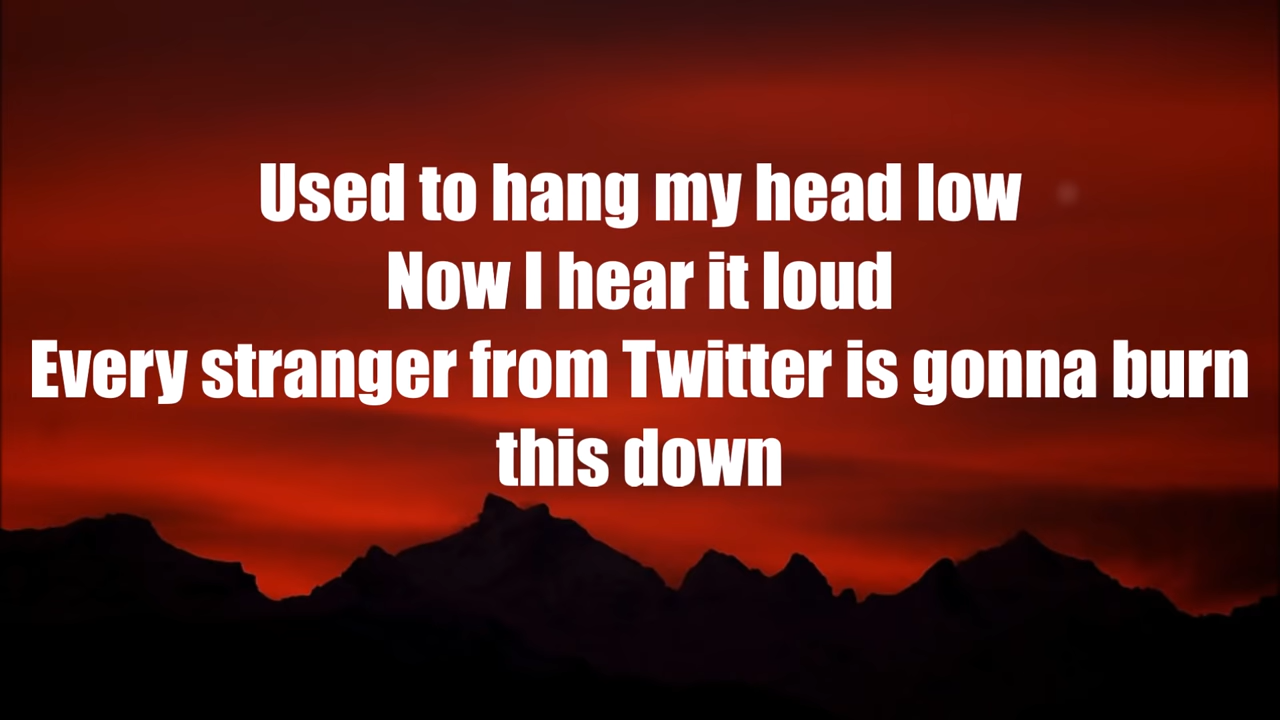 Used to hang my head low
Now I hear it loud
Every stranger from Twitter is gonna burn
this down